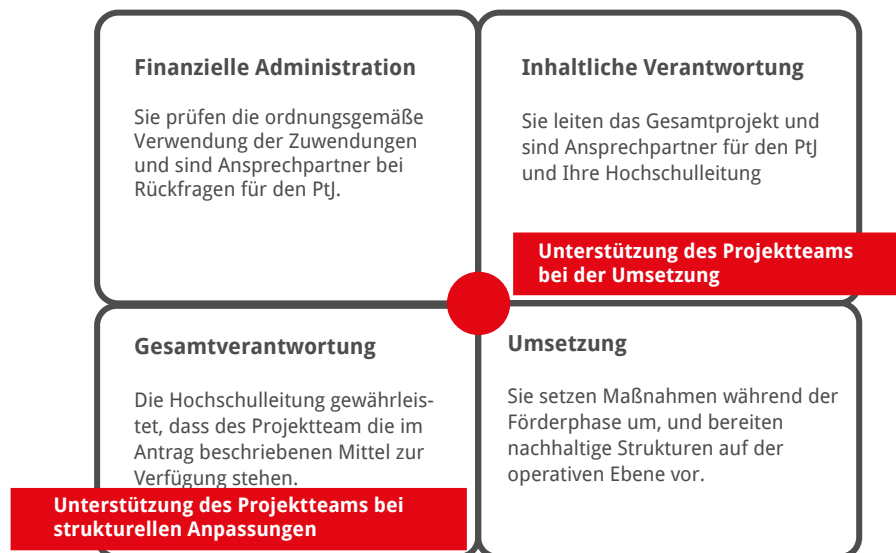 Finanzielle Administration
Sie prüfen die ordnungsgemäße
Verwendung der Zuwendungen
und sind Ansprechpartner bei
Rückfragen für den PtJ.
Inhaltliche Verantwortung
Sie leiten das Gesamtprojekt und
sind Ansprechpartner für den PtJ
und Ihre Hochschulleitung
Unterstützung des Projektteams
bei der Umsetzung
Gesamtverantwortung
Die Hochschulleitung gewährleis-
tet, dass des Projektteam die im
Antrag beschriebenen Mittel zur
Verfügung stehen.
Unterstützung des Projektteams bei
strukturellen Anpassungen
Umsetzung
Sie setzen Maßnahmen während der
Förderphase um, und bereiten
nachhaltige Strukturen auf der
operativen Ebene vor.